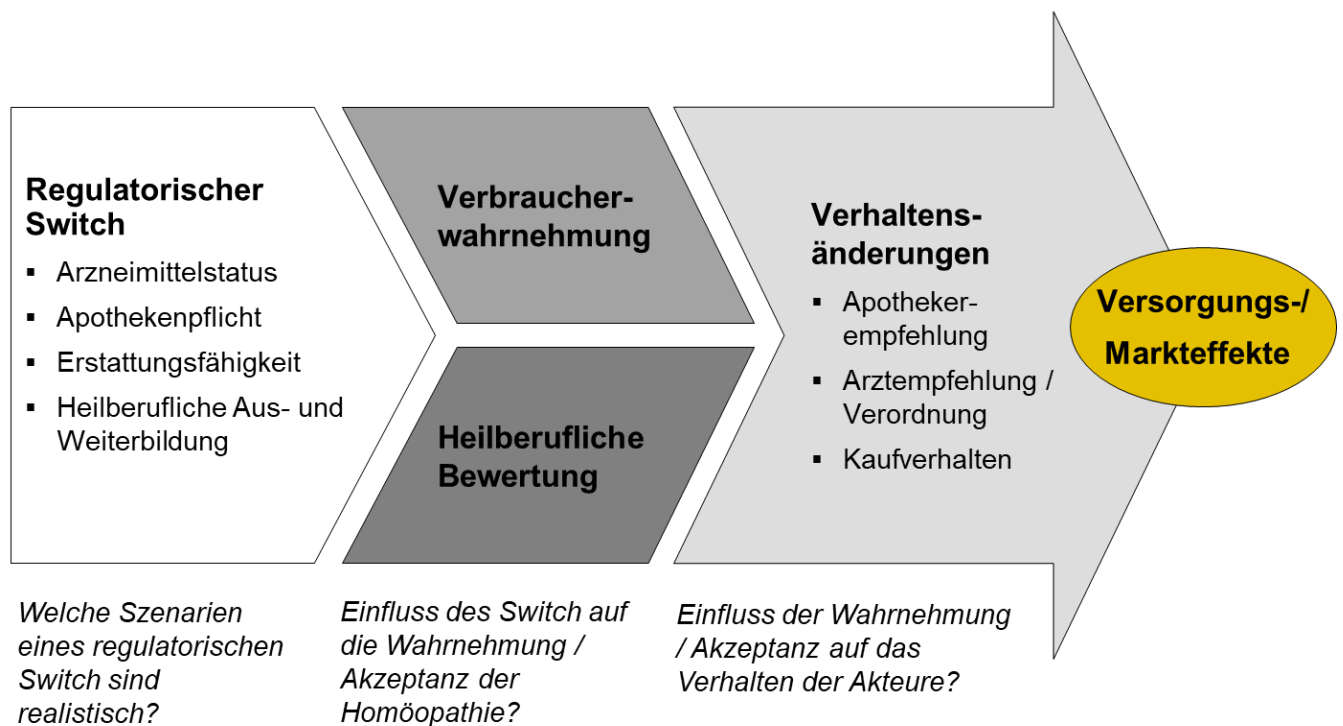 Regulatorischer
Switch
▪ Arzneimittelstatus
▪ Apothekenpflicht
▪ Erstattungsfähigkeit
▪ Heilberufliche Aus- und
Weiterbildung
Verbraucher-
wahrnehmung
Heilberufliche
Bewertung
Verhaltens-
änderungen
▪ Apotheker-
empfehlung
▪ Arztempfehlung /
Verordnung
▪ Kaufverhalten
Versorgungs-/
Markteffekte
Welche Szenarien
eines regulatorischen
Switch sind
realistisch?
Einfluss des Switch auf
die Wahrnehmung /
Akzeptanz der
Homöopathie?
Einfluss der Wahrnehmung
/ Akzeptanz auf das
Verhalten der Akteure?